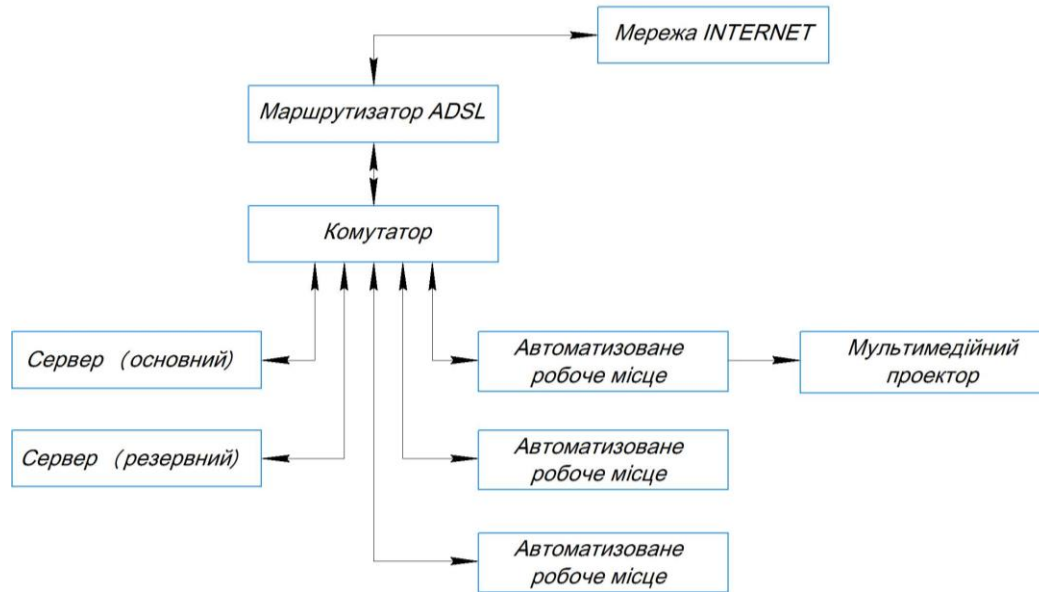 Мережа INTERNET
Маршрутизатор ADSL
Комутатор
Сервер (основний)
Автоматизоване
робоче місце
Мультимедійний
проектор
Сервер (резервний)
Автоматизоване
робоче місце
Автоматизоване
робоче місце